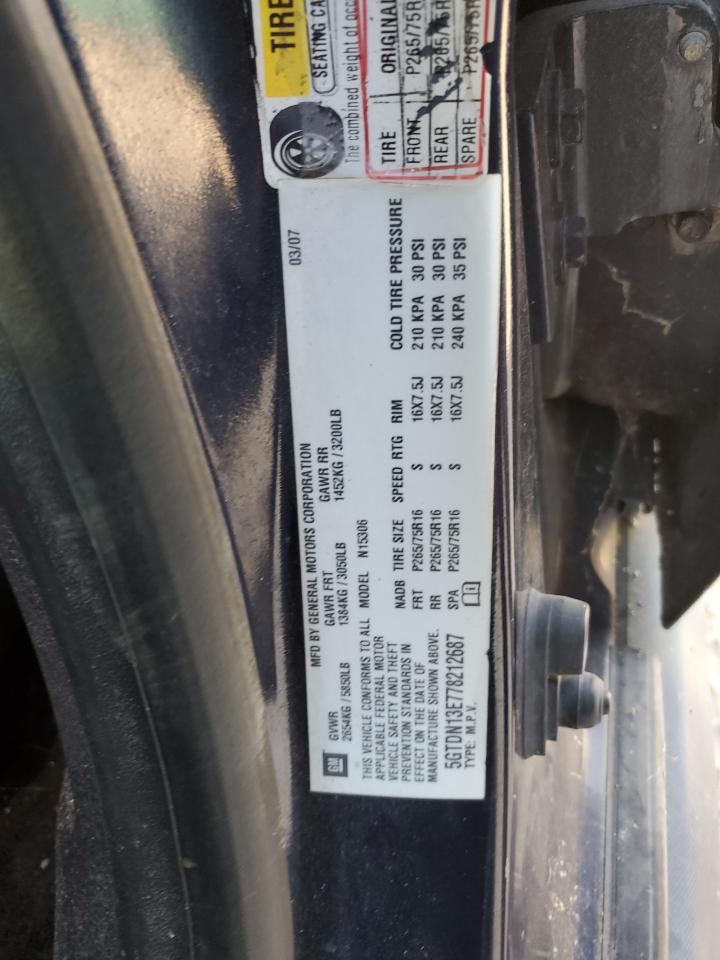 TIRE
SEATING CA
The combined weight of occ
TIRE ORIGINAL
FRONT P265/75R
REAR P265/75R
SPARE P265/75R
03/07
MFD BY GENERAL MOTORS CORPORATION
GM
GVWR GAWR FRT GAWR RR
2654KG/5850LB 1384KG/3050LB 1452KG/3200LB
THIS VEHICLE CONFORMS TO ALL
APPLICABLE FEDERAL MOTOR
VEHICLE SAFETY AND THEFT
PREVENTION STANDARDS IN
EFFECT ON THE DATE OF
MANUFACTURE SHOWN ABOVE.
MODEL N15306
NADB TIRE SIZE SPEED RTG RIM COLD TIRE PRESSURE
FRT P265/75R16 S 16X7.5J 210 KPA 30 PSI
RR P265/75R16 S 16X7.5J 210 KPA 30 PSI
SPA P265/75R16 S 16X7.5J 240 KPA 35 PSI
5GTDN13E778212687
TYPE: M.P.V.